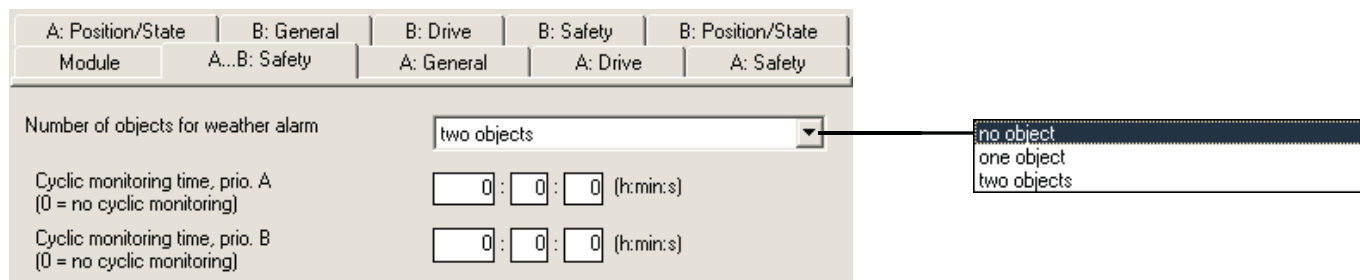 A: Position/State B: General B: Drive B: Safety B: Position/State
Module A...B: Safety A: General A: Drive A: Safety
Number of objects for weather alarm two objects
no object
one object
two objects
Cyclic monitoring time, prio. A
(0 = no cyclic monitoring)
0 : 0 : 0 (h:min:s)
Cyclic monitoring time, prio. B
(0 = no cyclic monitoring)
0 : 0 : 0 (h:min:s)